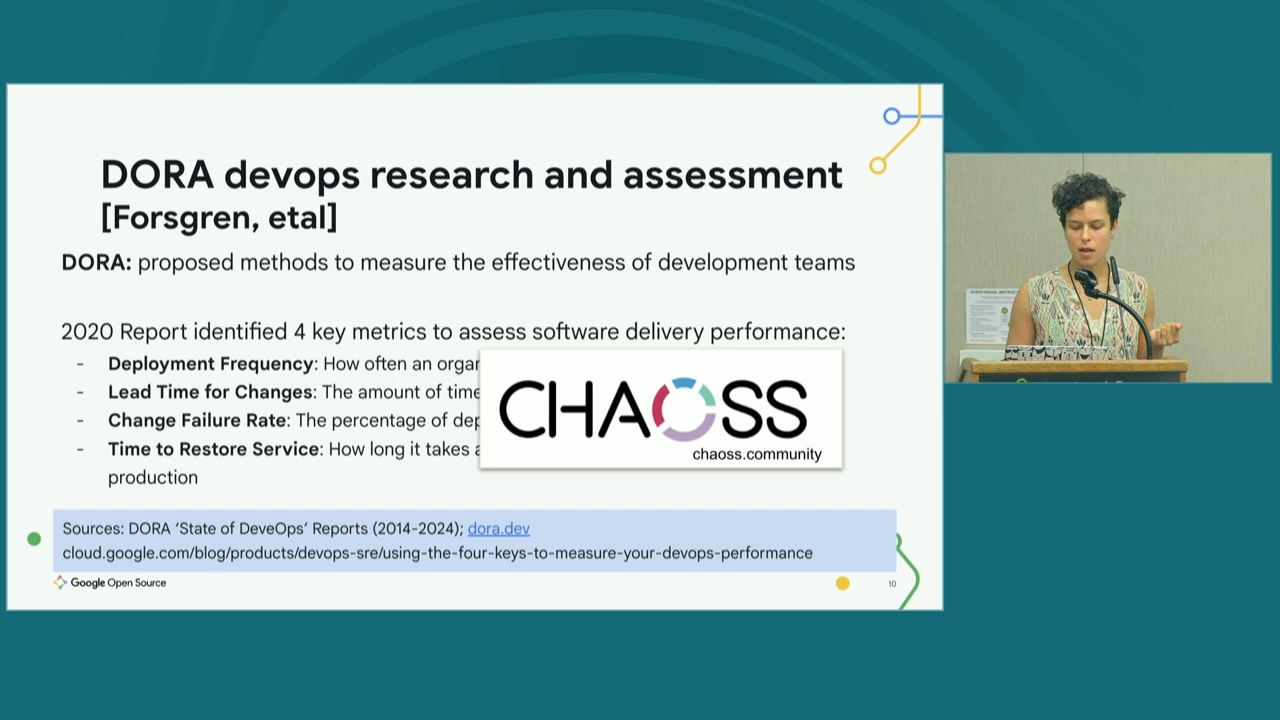 DORA devops research and assessment
[Forsgren, etal]
DORA: proposed methods to measure the effectiveness of development teams
2020 Report identified 4 key metrics to assess software delivery performance:
- Deployment Frequency: How often an orga
- Lead Time for Changes: The amount of time
- Change Failure Rate: The percentage of de
- Time to Restore Service: How long it takes
production
CHAOSS
chaoss.community
Sources: DORA ‘State of DeveOps’ Reports (2014-2024); dora.dev
cloud.google.com/blog/products/devops-sre/using-the-four-keys-to-measure-your-devops-performance
Google Open Source
10